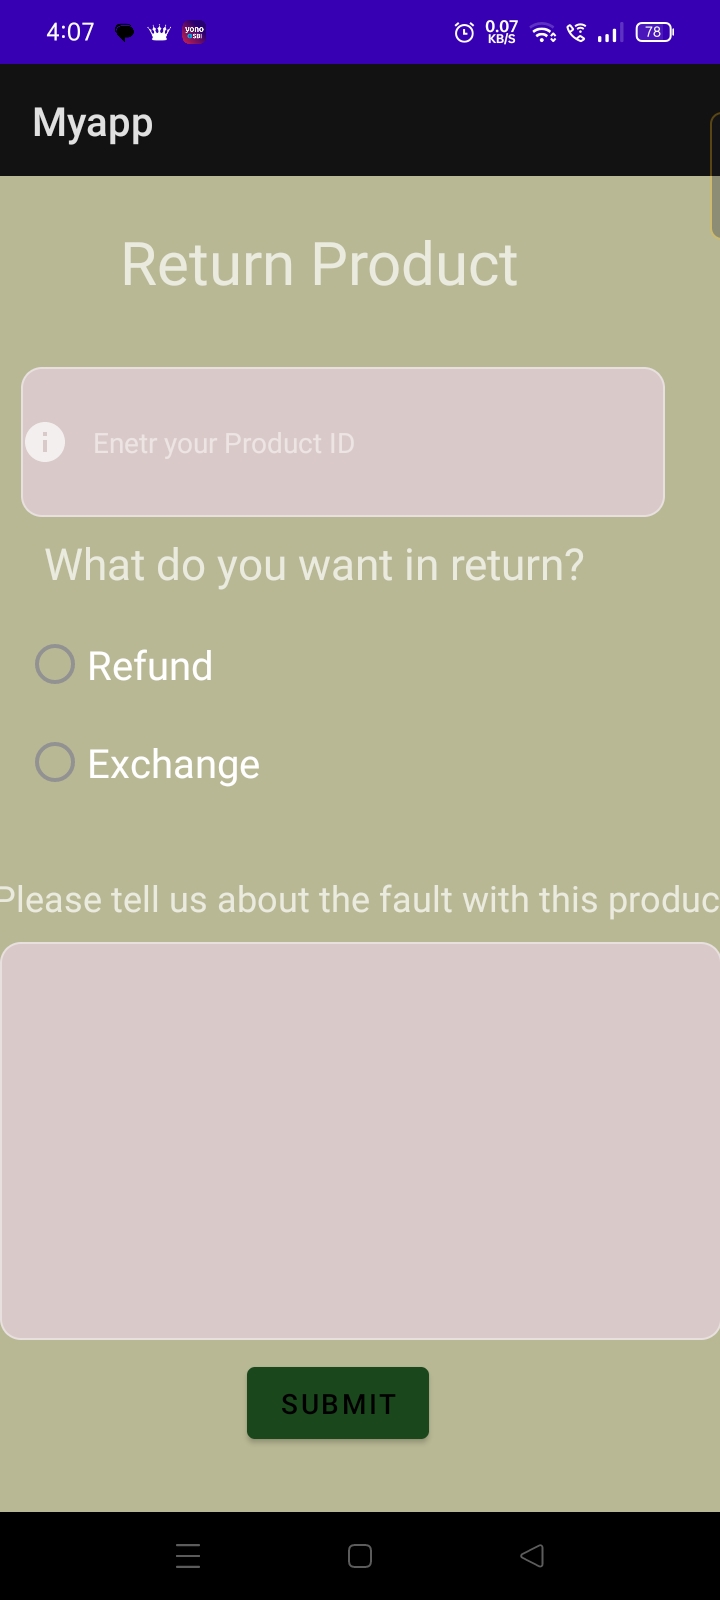 4:07
yono
SBI
0.07
KB/S
78
Myapp
Return Product
Enetr your Product ID
What do you want in return?
Refund
Exchange
Please tell us about the fault with this produc
SUBMIT